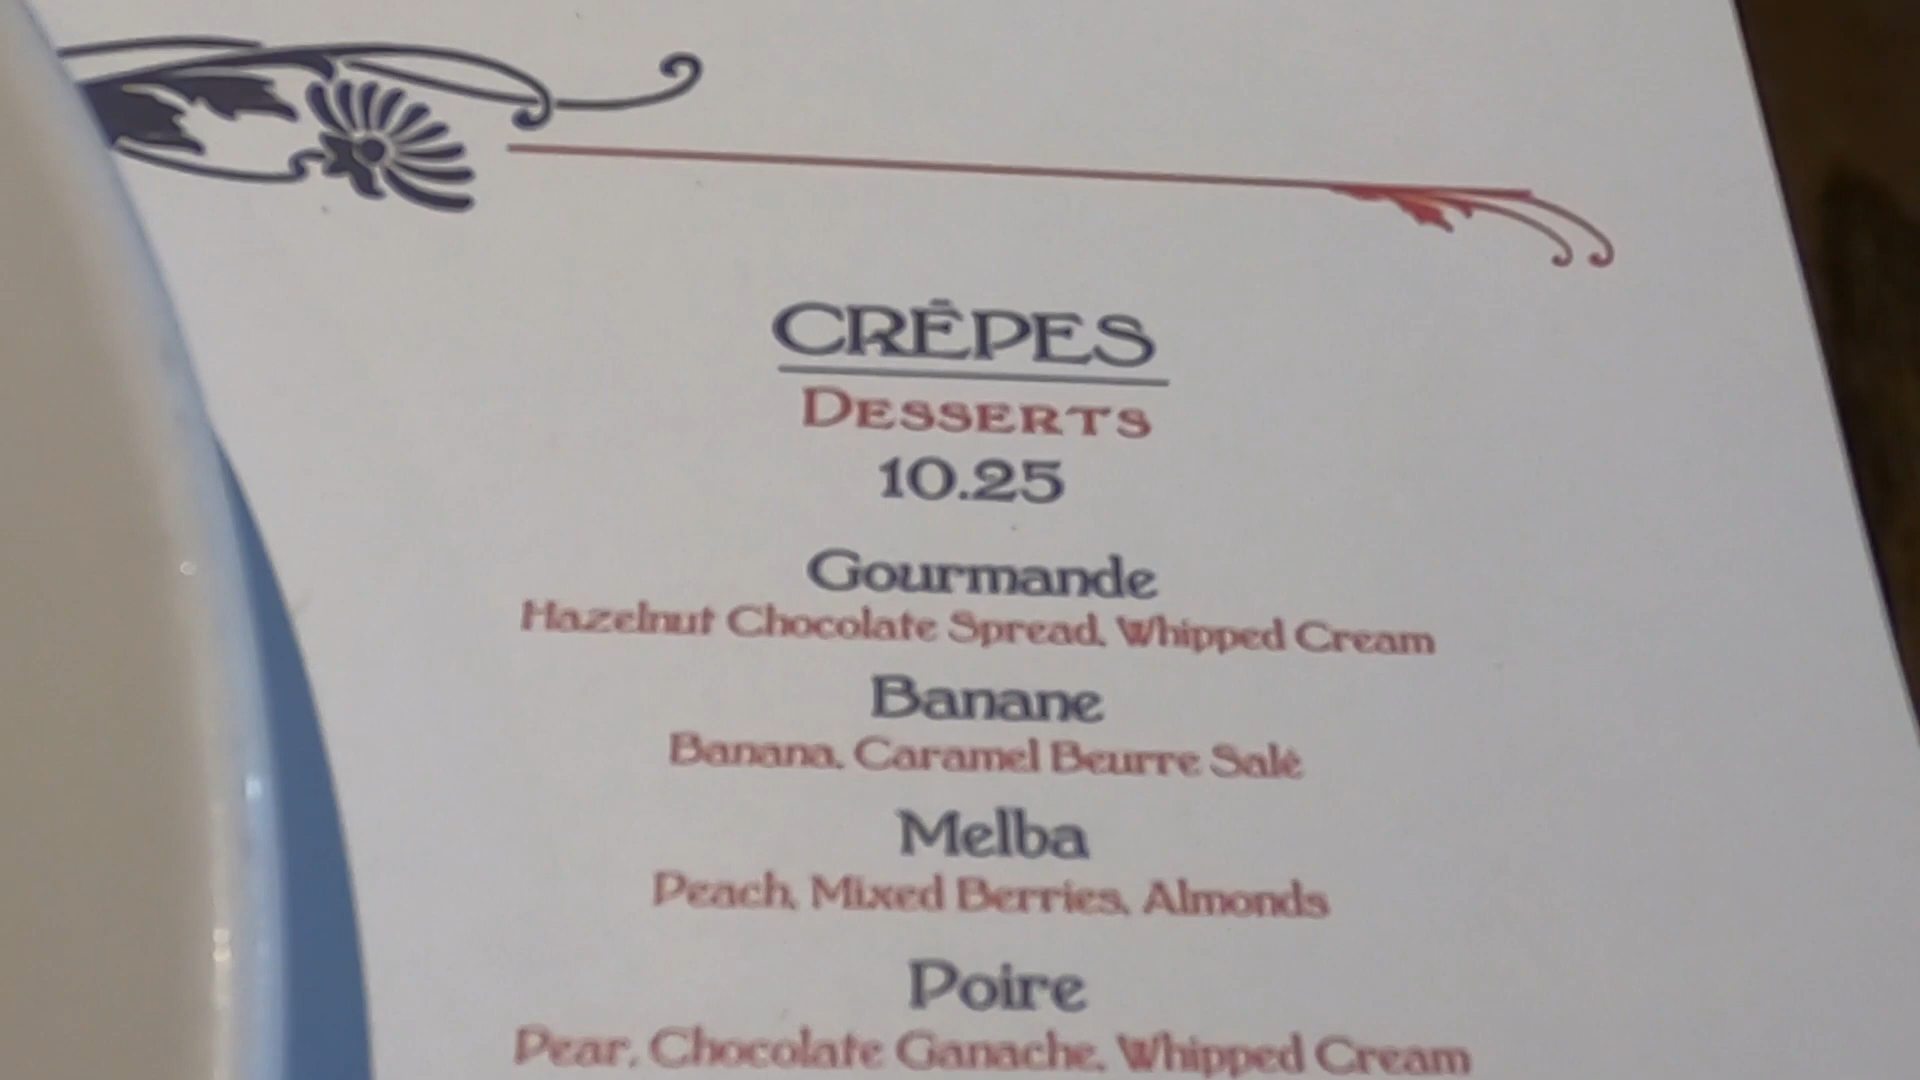 CRÊPES
DESSERTS
10.25
Gourmande
Hazelnut Chocolate Spread, Whipped Cream
Banane
Banana, Caramel Beurre Salé
Melba
Peach, Mixed Berries, Almonds
Poire
Pear, Chocolate Ganache, Whipped Cream